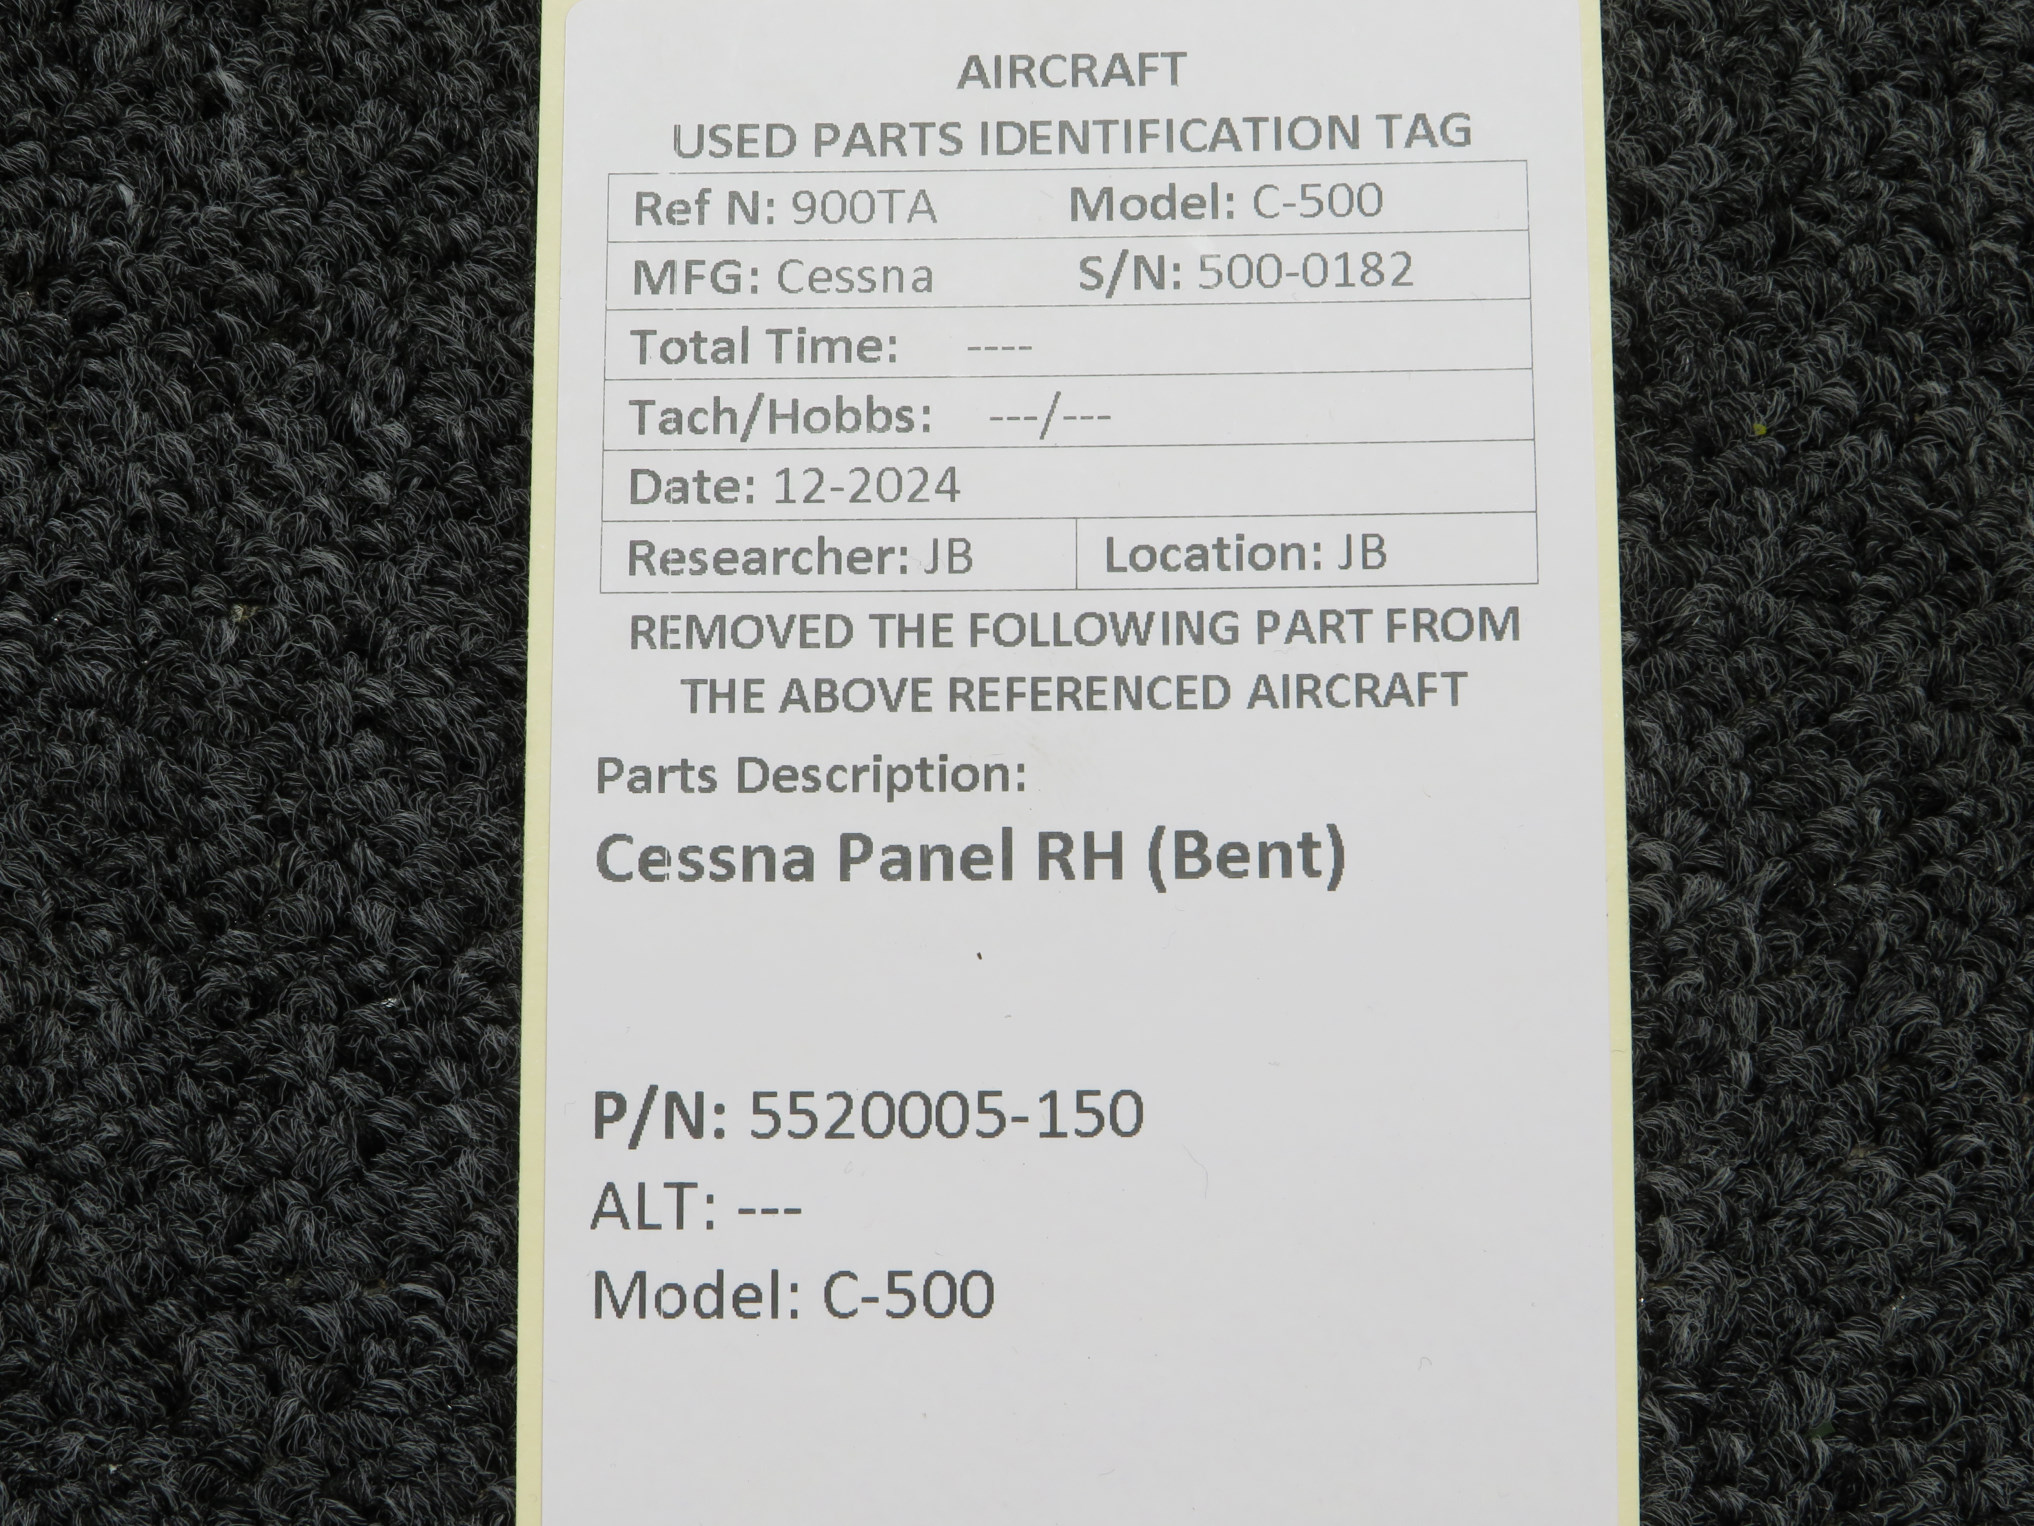 AIRCRAFT
USED PARTS IDENTIFICATION TAG
Ref N: 900TA Model: C-500
MFG: Cessna S/N: 500-0182
Total Time: ----
Tach/Hobbs: ---/---
Date: 12-2024
Researcher: JB Location: JB
REMOVED THE FOLLOWING PART FROM
THE ABOVE REFERENCED AIRCRAFT
Parts Description:
Cessna Panel RH (Bent)
P/N: 5520005-150
ALT: ---
Model: C-500